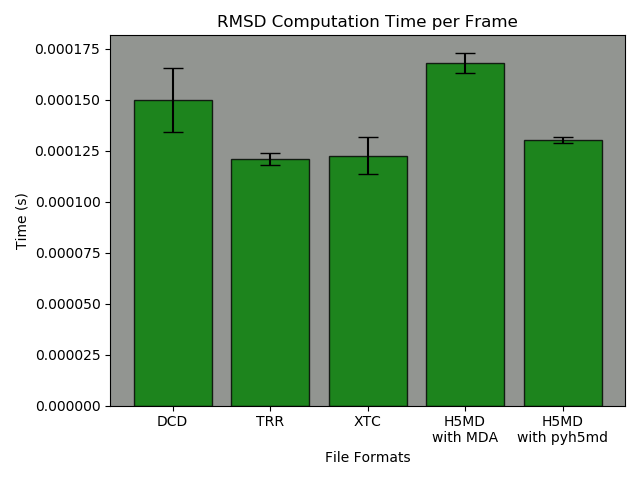 RMSD Computation Time per Frame
0.000175
0.000150
0.000125
0.000100
0.000075
0.000050
0.000025
0.000000
Time (s)
DCD
TRR
XTC
H5MD
with MDA
H5MD
with pyh5md
File Formats